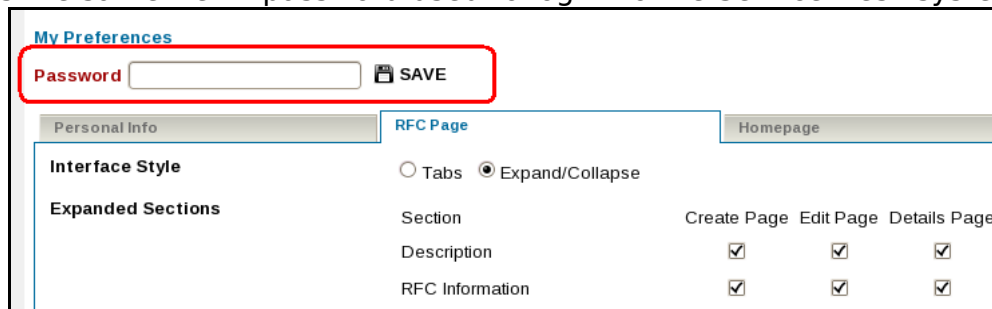 My Preferences
Password SAVE
Personal Info RFC Page Homepage
Interface Style Tabs Expand/Collapse
Expanded Sections
Section Create Page Edit Page Details Page
Description
RFC Information